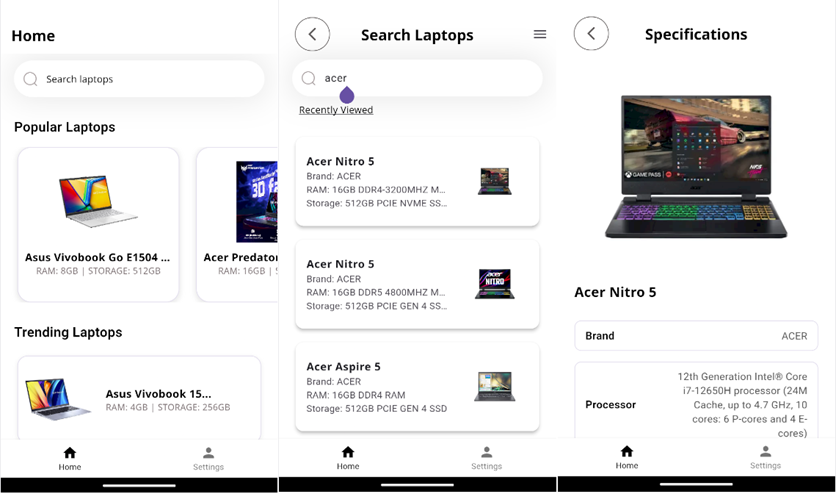 Home
Search laptops
Popular Laptops
Asus Vivobook Go E1504 ...
RAM: 8GB | STORAGE: 512GB
Acer Predator
RAM: 16GB |
Trending Laptops
Asus Vivobook 15...
RAM: 4GB | STORAGE: 256GB
Home
Settings
Search Laptops
acer
Recently Viewed
Acer Nitro 5
Brand: ACER
RAM: 16GB DDR4-3200MHZ M...
Storage: 512GB PCIE NVME SS...
Acer Nitro 5
Brand: ACER
RAM: 16GB DDR5 4800MHZ M...
Storage: 512GB PCIE GEN 4 SS...
NITRO
Acer Aspire 5
Brand: ACER
RAM: 16GB DDR4 RAM
Storage: 512GB PCIE GEN 4 SSD
Home
Settings
Specifications
GAME PASS
Acer Nitro 5
Brand
ACER
Processor
12th Generation Intel® Core
i7-12650H processor (24M
Cache, up to 4.7 GHz, 10
cores: 6 P-cores and 4 E-
cores)
Home
Settings